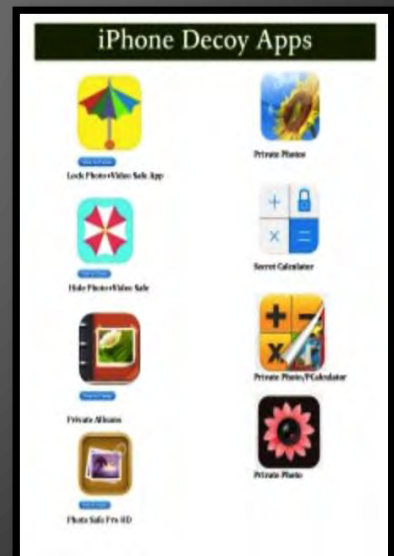 iPhone Decoy Apps
Lock Photo+Video Safe App
Private Photos
Hide Photo+Video Safe
Secret Calculator
Private Albums
Private Photo/PCalculator
Photo Safe Pro HD
Private Photo